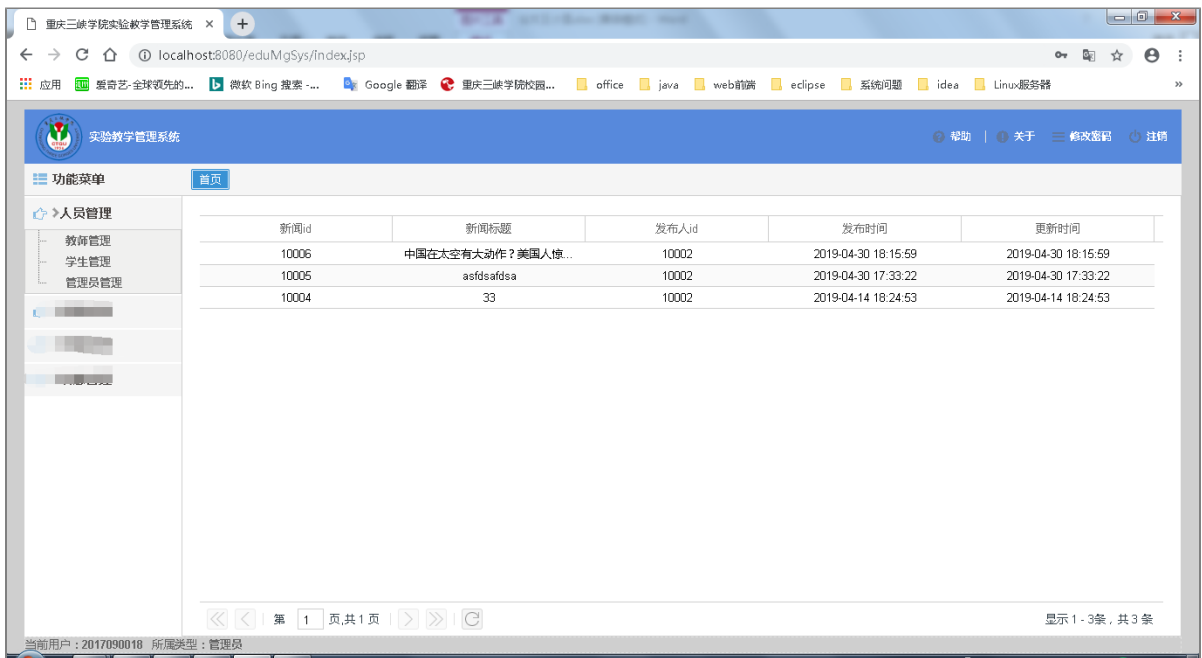 重庆三峡学院实验教学管理系统
localhost:8080/eduMgSys/index.jsp
应用 爱奇艺-全球领先的... 微软 Bing 搜索 -... Google 翻译 重庆三峡学院校园... office java web前端 eclipse 系统问题 idea Linux服务器 »
实验教学管理系统 帮助 | 关于 修改密码 注销
功能菜单 首页
人员管理
教师管理
学生管理
管理员管理
新闻id 新闻标题 发布人id 发布时间 更新时间
10006 中国在太空有大动作？美国人惊... 10002 2019-04-30 18:15:59 2019-04-30 18:15:59
10005 asfdsafdsa 10002 2019-04-30 17:33:22 2019-04-30 17:33:22
10004 33 10002 2019-04-14 18:24:53 2019-04-14 18:24:53
第 1 页,共1页 显示1-3条，共3条
当前用户：2017090018 所属类型：管理员